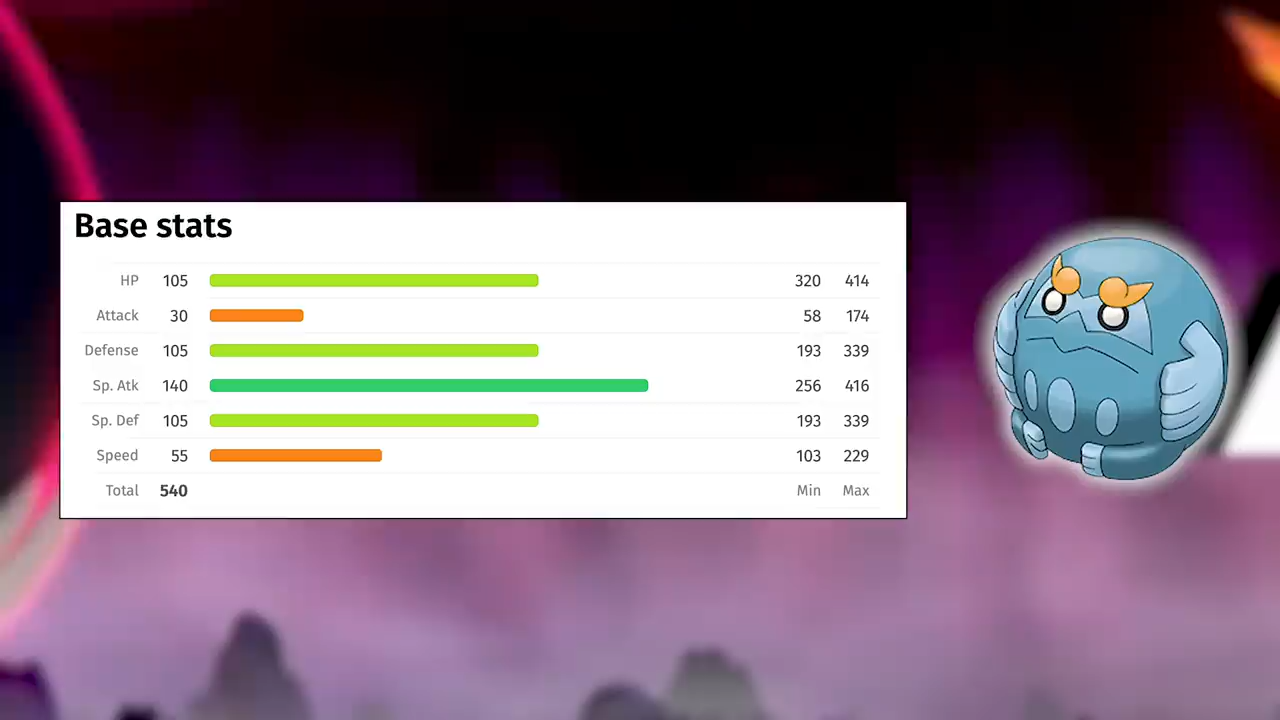 Base stats
HP 105 320 414
Attack 30 58 174
Defense 105 193 339
Sp. Atk 140 256 416
Sp. Def 105 193 339
Speed 55 103 229
Total 540 Min Max